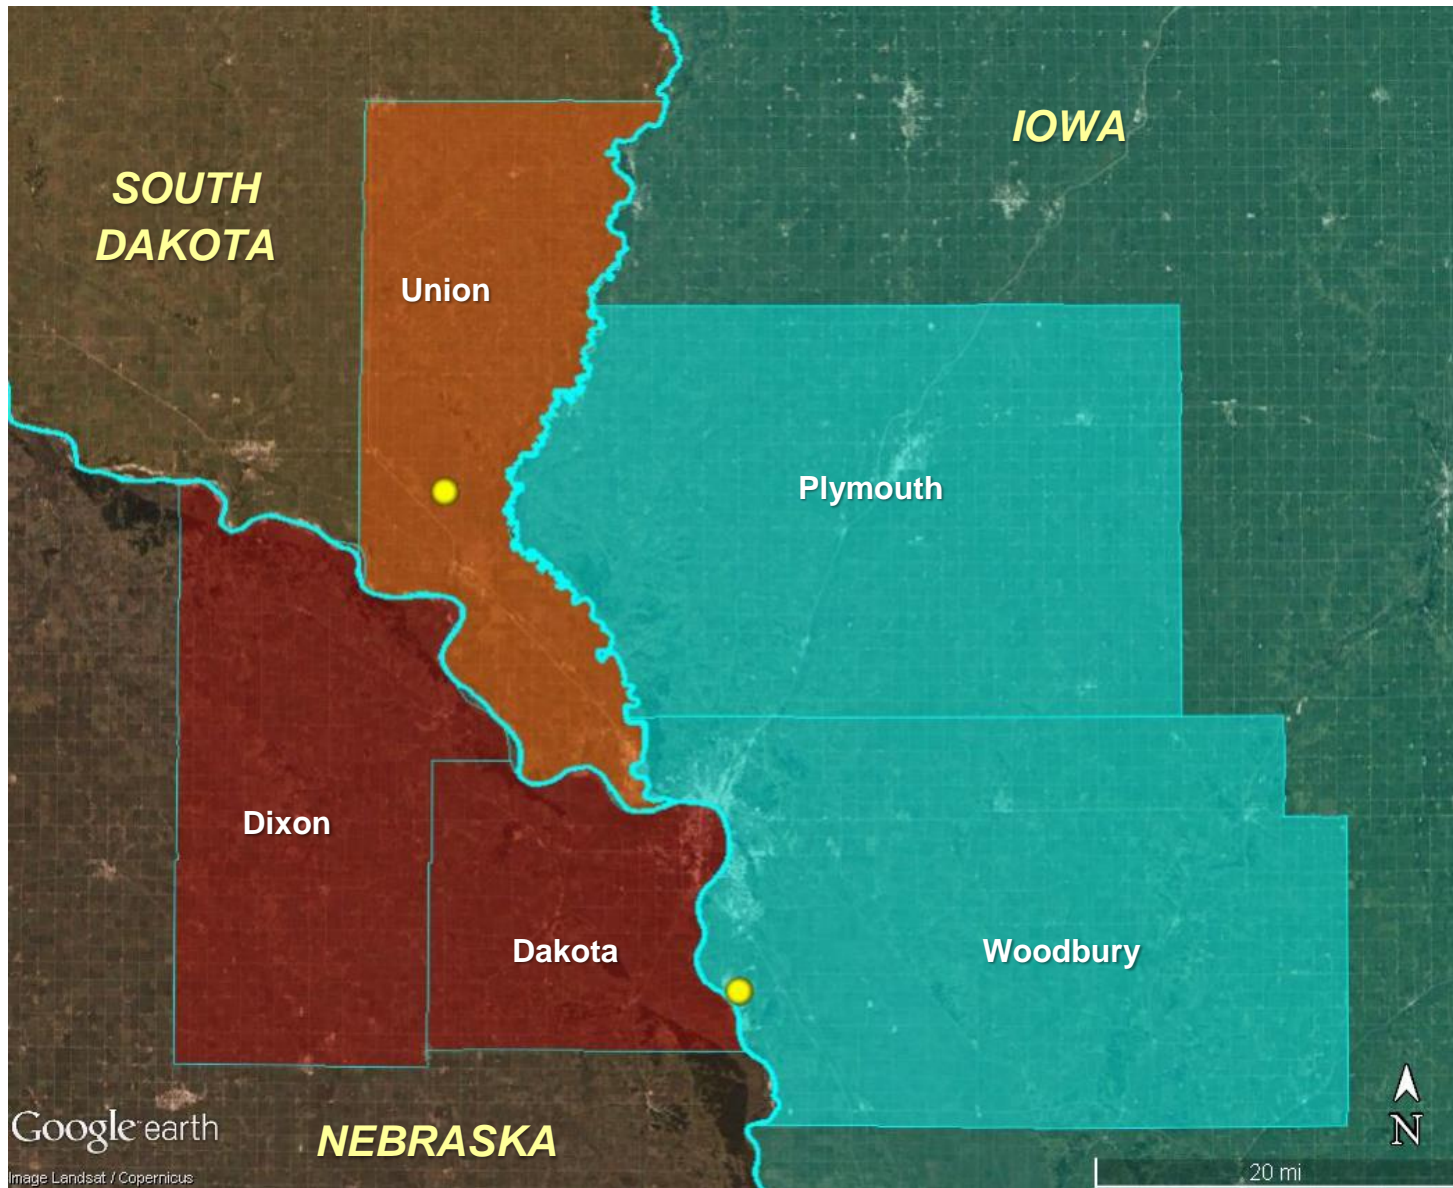 IOWA
SOUTH
DAKOTA
Union
Plymouth
Dixon
Dakota
Woodbury
NEBRASKA
Google earth
Image Landsat / Copernicus
N
20 mi